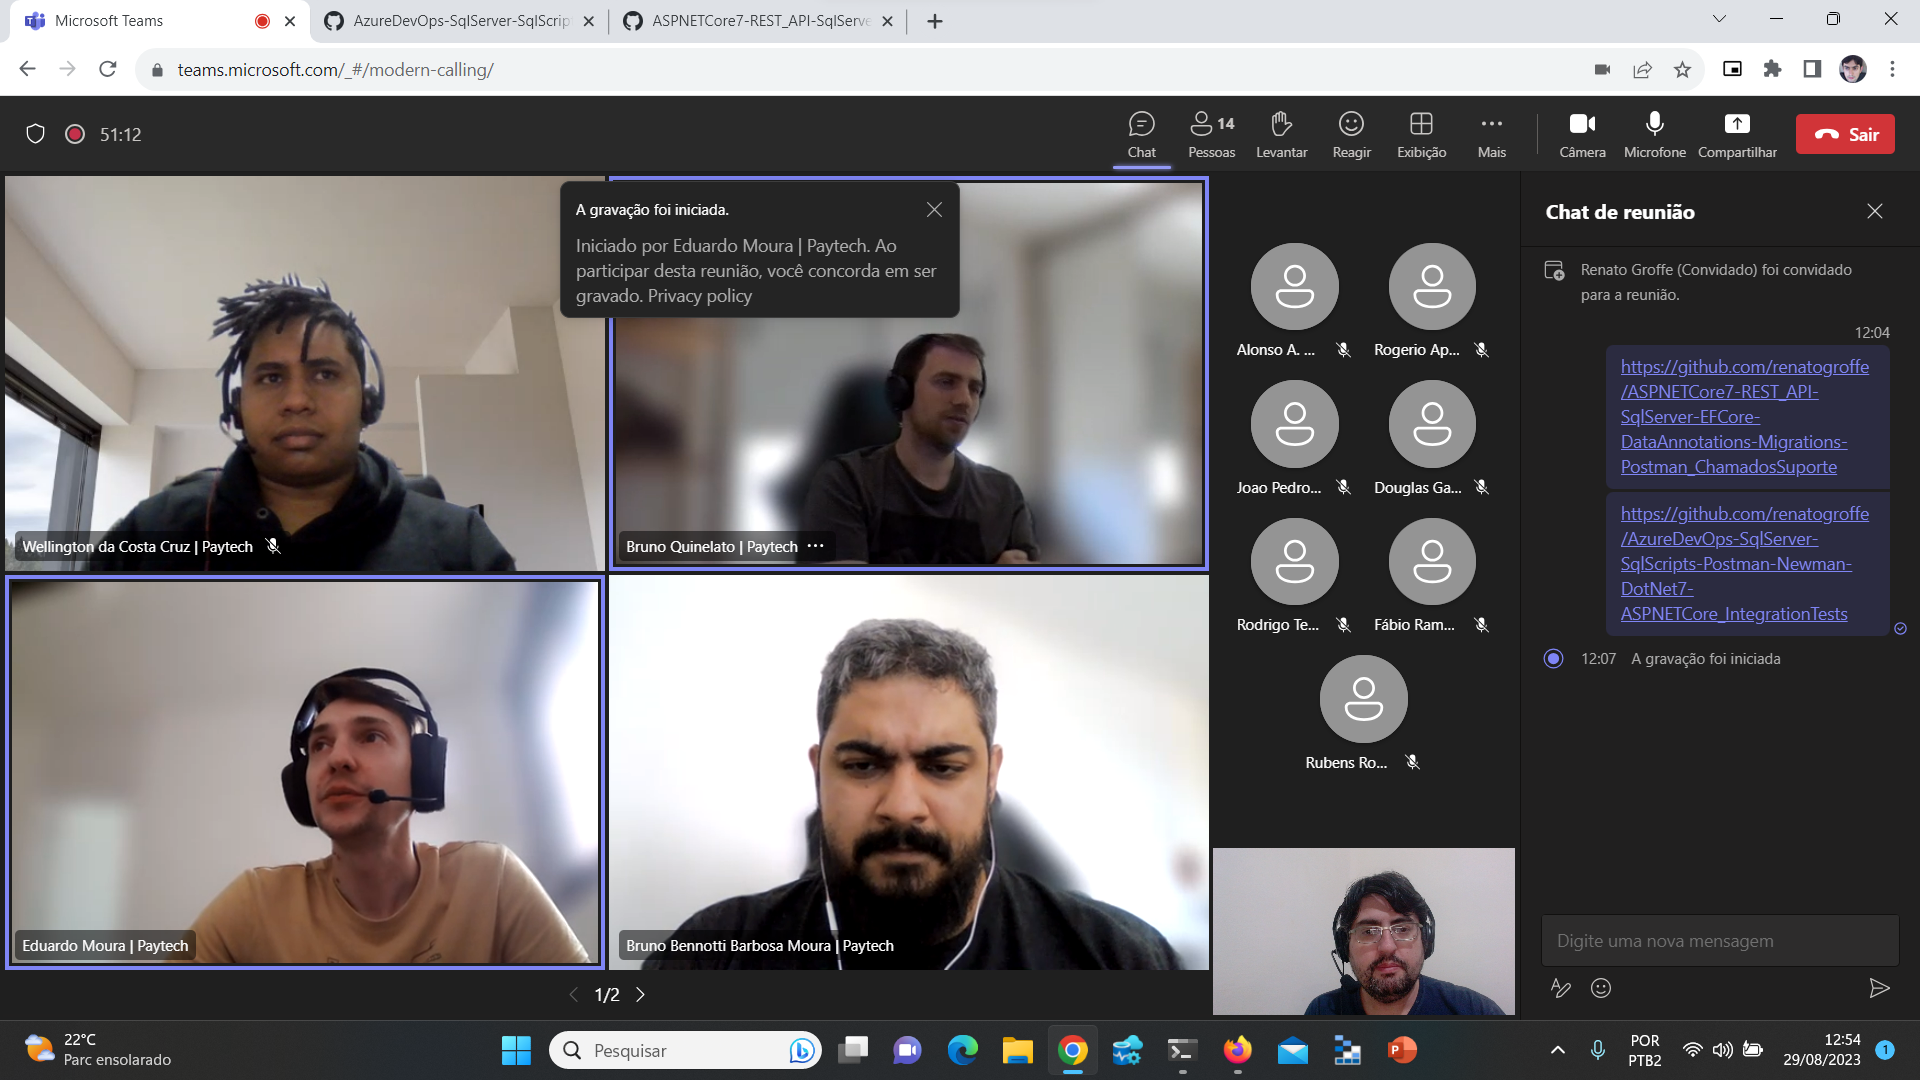 Microsoft Teams
AzureDevOps-SqlServer-SqlScrip
ASPNETCore7-REST_API-SqlServe
teams.microsoft.com/_#/modern-calling/
51:12
Chat
14
Pessoas
Levantar
Reagir
Exibição
Mais
Câmera
Microfone
Compartilhar
Sair
A gravação foi iniciada.
Iniciado por Eduardo Moura | Paytech. Ao
participar desta reunião, você concorda em ser
gravado. Privacy policy
Wellington da Costa Cruz | Paytech
Bruno Quinelato | Paytech ···
Eduardo Moura | Paytech
Bruno Bennotti Barbosa Moura | Paytech
1/2
Alonso A. ...
Rogerio Ap...
Joao Pedro...
Douglas Ga...
Rodrigo Te...
Fábio Ram...
Rubens Ro...
Chat de reunião
Renato Groffe (Convidado) foi convidado
para a reunião.
12:04
https://github.com/renatogroffe
/ASPNETCore7-REST_API-
SqlServer-EFCore-
DataAnnotations-Migrations-
Postman_ChamadosSuporte
https://github.com/renatogroffe
/AzureDevOps-SqlServer-
SqlScripts-Postman-Newman-
DotNet7-
ASPNETCore_IntegrationTests
12:07 A gravação foi iniciada
Digite uma nova mensagem
22°C
Parc ensolarado
Pesquisar
POR
PTB2
12:54
29/08/2023
1